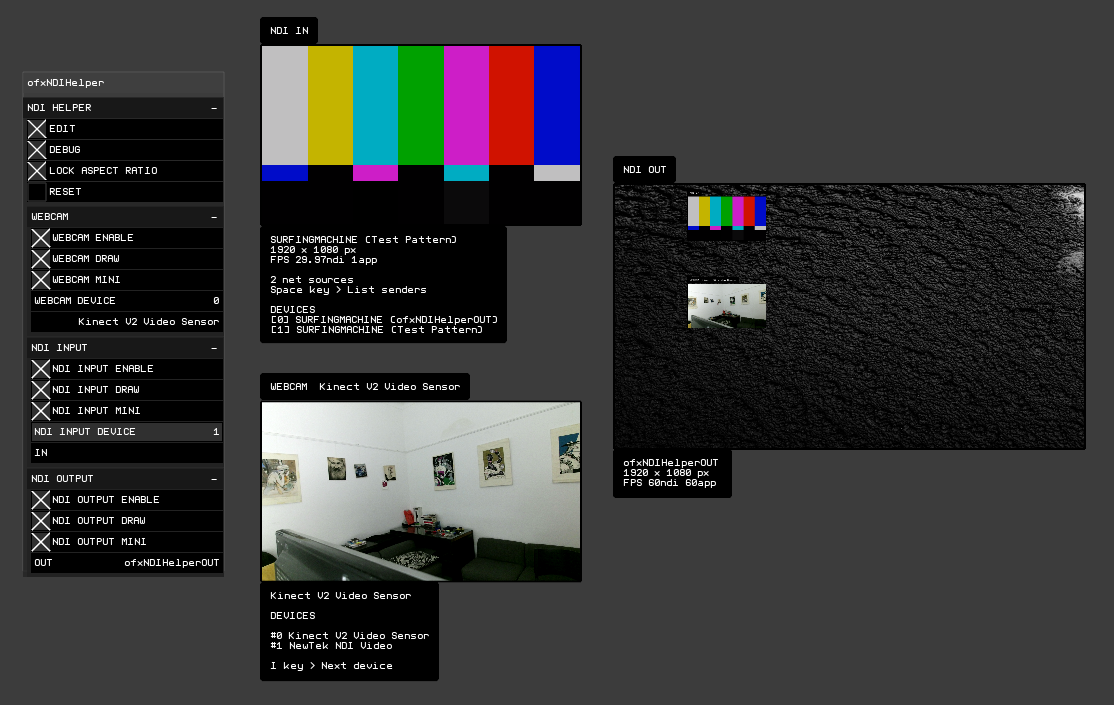 ofxNDIHelper
NDI HELPER -
EDIT
DEBUG
LOCK ASPECT RATIO
RESET
WEBCAM -
WEBCAM ENABLE
WEBCAM DRAW
WEBCAM MINI
WEBCAM DEVICE 0
Kinect V2 Video Sensor
NDI INPUT -
NDI INPUT ENABLE
NDI INPUT DRAW
NDI INPUT MINI
NDI INPUT DEVICE 1
IN
NDI OUTPUT -
NDI OUTPUT ENABLE
NDI OUTPUT DRAW
NDI OUTPUT MINI
OUT ofxNDIHelperOUT
NDI IN
SURFINGMACHINE (Test Pattern)
1920 x 1080 px
FPS 29.97ndi 1app
2 net sources
Space key > List senders
DEVICES
[0] SURFINGMACHINE (ofxNDIHelperOUT)
[1] SURFINGMACHINE (Test Pattern)
WEBCAM Kinect V2 Video Sensor
Kinect V2 Video Sensor
DEVICES
#0 Kinect V2 Video Sensor
#1 NewTek NDI Video
I key > Next device
NDI OUT
ofxNDIHelperOUT
1920 x 1080 px
FPS 60ndi 60app